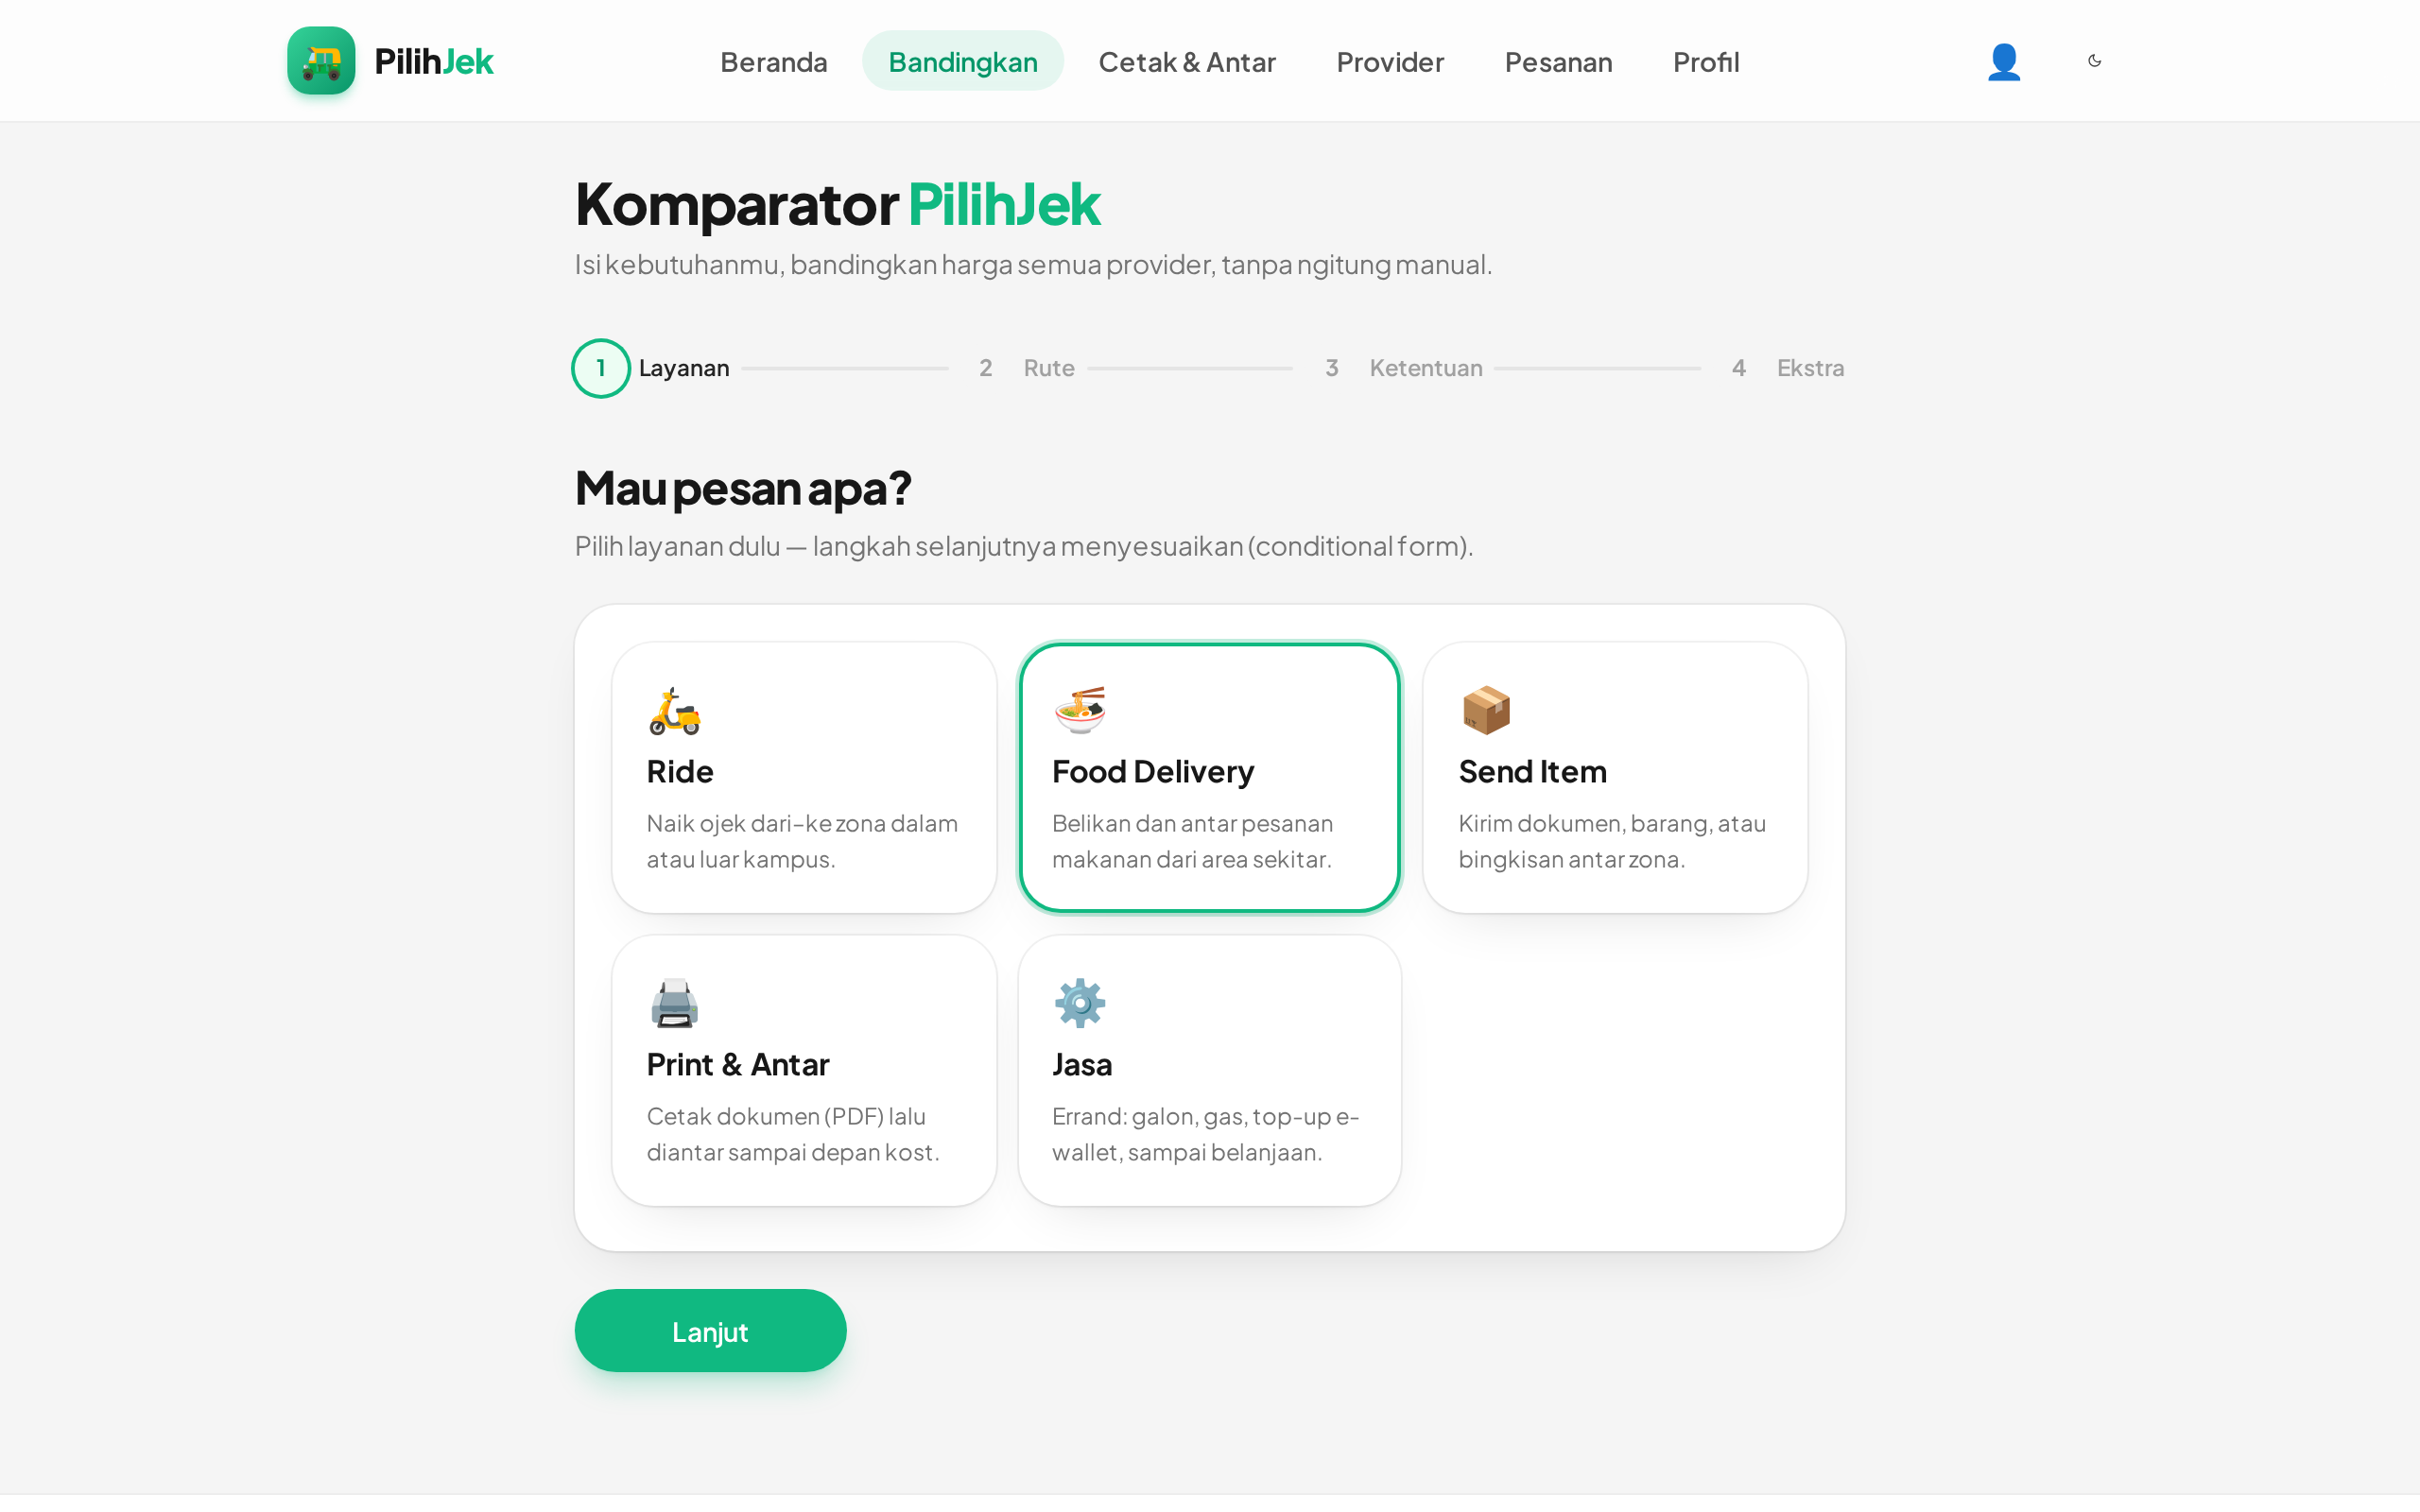 PilihJek
Beranda
Bandingkan
Cetak & Antar
Provider
Pesanan
Profil
Komparator PilihJek
Isi kebutuhanmu, bandingkan harga semua provider, tanpa ngitung manual.
1 Layanan
2 Rute
3 Ketentuan
4 Ekstra
Mau pesan apa?
Pilih layanan dulu — langkah selanjutnya menyesuaikan (conditional form).
Ride
Naik ojek dari–ke zona dalam
atau luar kampus.
Food Delivery
Belikan dan antar pesanan
makanan dari area sekitar.
Send Item
Kirim dokumen, barang, atau
bingkisan antar zona.
Print & Antar
Cetak dokumen (PDF) lalu
diantar sampai depan kost.
Jasa
Errand: galon, gas, top-up e-
wallet, sampai belanjaan.
Lanjut